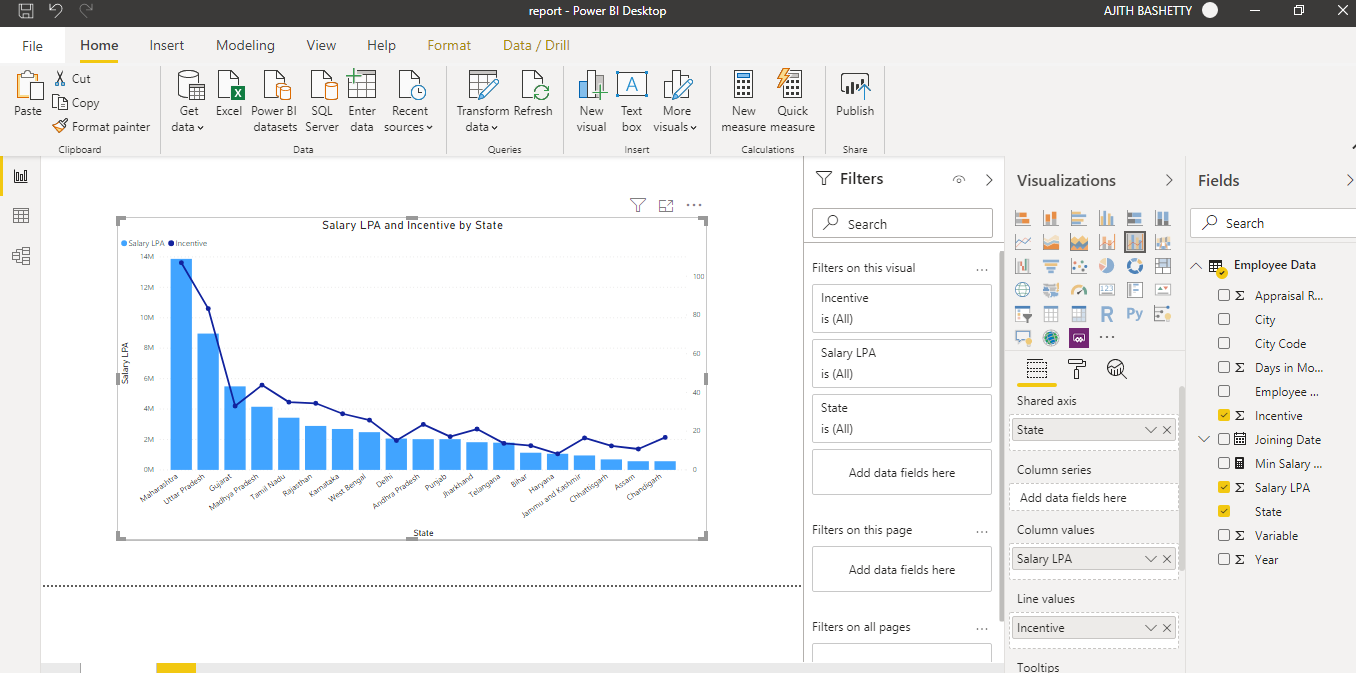 report - Power BI Desktop
AJITH BASHETTY
File
Home
Insert
Modeling
View
Help
Format
Data / Drill
Paste
Cut
Copy
Format painter
Clipboard
Get
data
Excel
Power BI
datasets
SQL
Server
Enter
data
Recent
sources
Data
Transform
data
Refresh
Queries
New
visual
Text
box
More
visuals
Insert
New
measure
Quick
measure
Calculations
Publish
Share
Salary LPA and Incentive by State
Salary LPA
Incentive
14M
12M
10M
8M
6M
4M
2M
0M
Salary LPA
100
80
60
40
20
0
Maharashtra
Uttar Pradesh
Gujarat
Madhya Pradesh
Tamil Nadu
Rajasthan
Karnataka
West Bengal
Delhi
Andhra Pradesh
Punjab
Jharkhand
Telangana
Bihar
Haryana
Jammu and Kashmir
Chhattisgarh
Assam
Chandigarh
State
Filters
Search
Filters on this visual
Incentive
is (All)
Salary LPA
is (All)
State
is (All)
Add data fields here
Filters on this page
Add data fields here
Filters on all pages
Visualizations
123
R
Py
Shared axis
State
Column series
Add data fields here
Column values
Salary LPA
Line values
Incentive
Tooltips
Fields
Search
Employee Data
Σ Appraisal R...
City
City Code
Σ Days in Mo...
Employee ...
Σ Incentive
Joining Date
Min Salary ...
Σ Salary LPA
State
Σ Variable
Σ Year